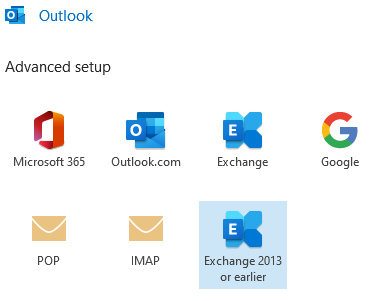 Outlook
Advanced setup
Microsoft 365
Outlook.com
Exchange
Google
POP
IMAP
Exchange 2013
or earlier